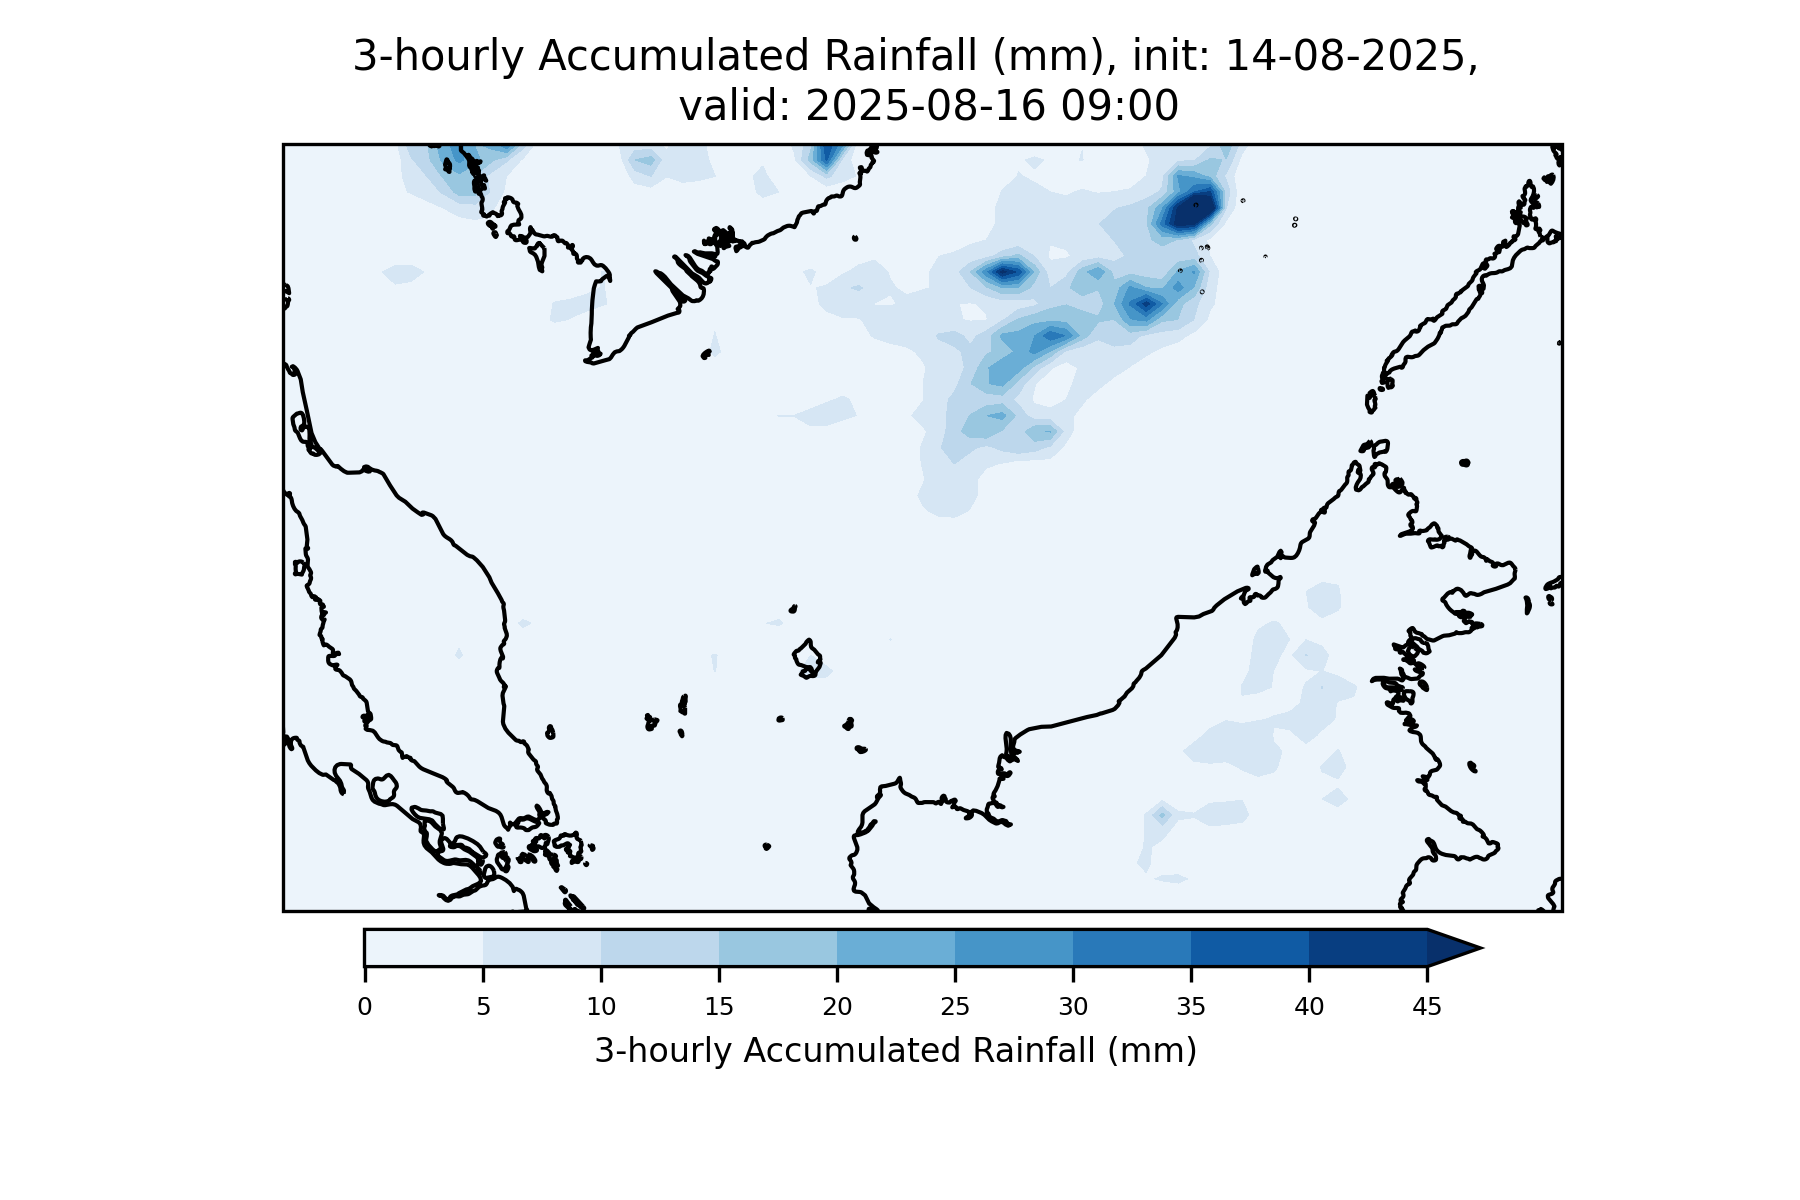 3-hourly Accumulated Rainfall (mm), init: 14-08-2025,
valid: 2025-08-16 09:00
0 5 10 15 20 25 30 35 40 45
3-hourly Accumulated Rainfall (mm)